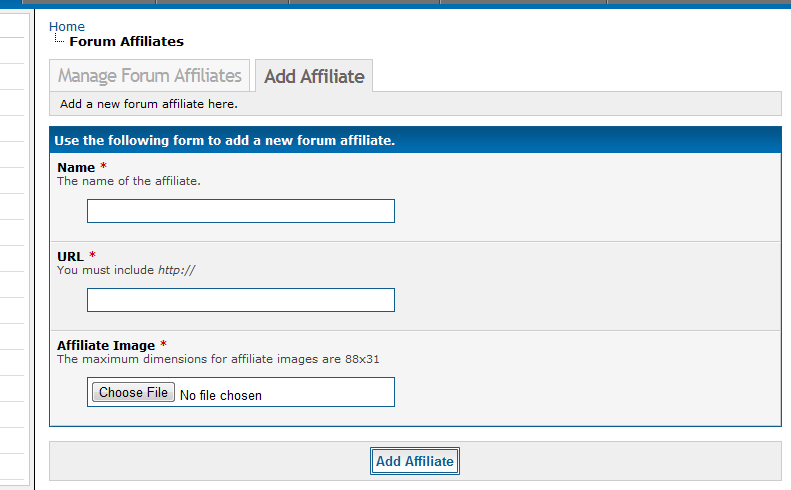 Home
Forum Affiliates
Manage Forum Affiliates
Add Affiliate
Add a new forum affiliate here.
Use the following form to add a new forum affiliate.
Name *
The name of the affiliate.
URL *
You must include http://
Affiliate Image *
The maximum dimensions for affiliate images are 88x31
Choose File No file chosen
Add Affiliate